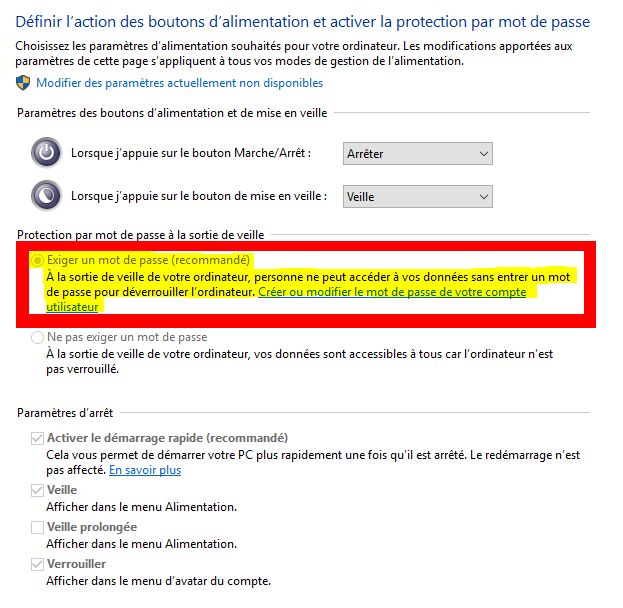 Définir l’action des boutons d’alimentation et activer la protection par mot de passe
Choisissez les paramètres d’alimentation souhaités pour votre ordinateur. Les modifications apportées aux
paramètres de cette page s’appliquent à tous vos modes de gestion de l’alimentation.
Modifier des paramètres actuellement non disponibles
Paramètres des boutons d’alimentation et de mise en veille
Lorsque j’appuie sur le bouton Marche/Arrêt :
Arrêter
Lorsque j’appuie sur le bouton de mise en veille :
Veille
Protection par mot de passe à la sortie de veille
Exiger un mot de passe (recommandé)
À la sortie de veille de votre ordinateur, personne ne peut accéder à vos données sans entrer un mot
de passe pour déverrouiller l’ordinateur. Créer ou modifier le mot de passe de votre compte
utilisateur
Ne pas exiger un mot de passe
À la sortie de veille de votre ordinateur, vos données sont accessibles à tous car l’ordinateur n’est
pas verrouillé.
Paramètres d’arrêt
Activer le démarrage rapide (recommandé)
Cela vous permet de démarrer votre PC plus rapidement une fois qu’il est arrêté. Le redémarrage n’est
pas affecté. En savoir plus
Veille
Afficher dans le menu Alimentation.
Veille prolongée
Afficher dans le menu Alimentation.
Verrouiller
Afficher dans le menu d’avatar du compte.